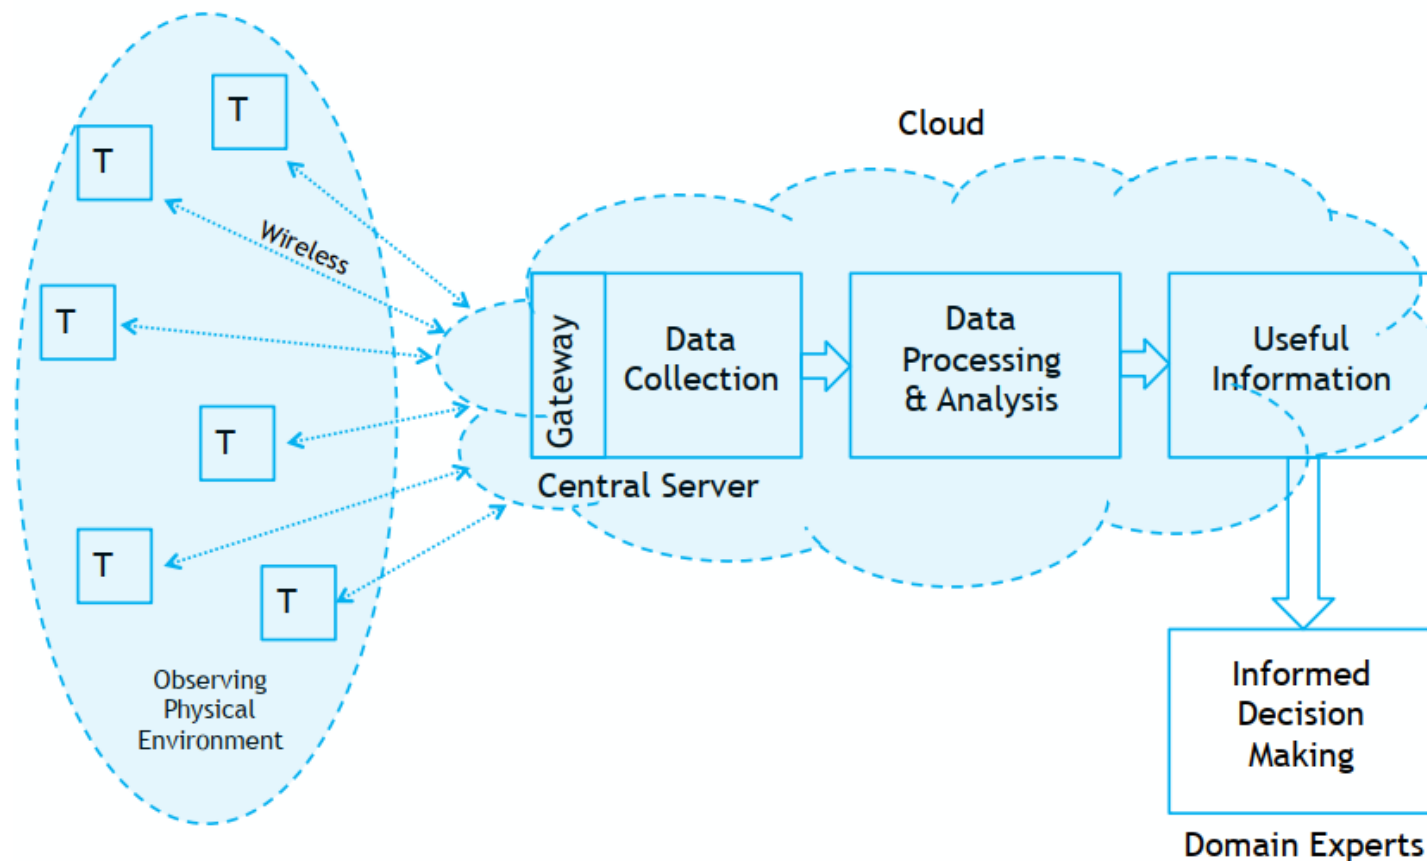 T
T
Cloud
Wireless
T
Gateway
Data
Collection
Data
Processing
& Analysis
Useful
Information
T
Central Server
T
T
Observing
Physical
Environment
Informed
Decision
Making
Domain Experts